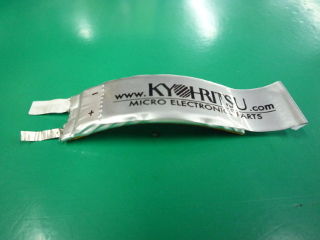 www.KYOHRITSU.com
MICRO ELECTRONICS PARTS
−
+